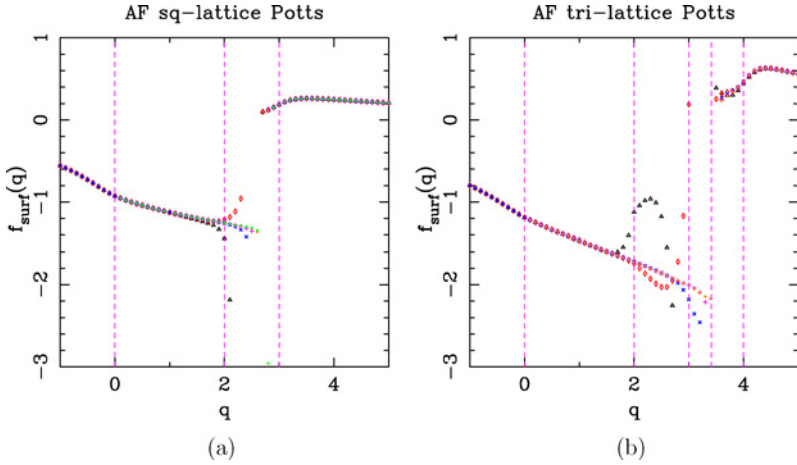 AF sq-lattice Potts
f_surf(q)
1
0
−1
−2
−3
0
2
4
q
(a)
AF tri-lattice Potts
f_surf(q)
1
0
−1
−2
−3
0
2
4
q
(b)